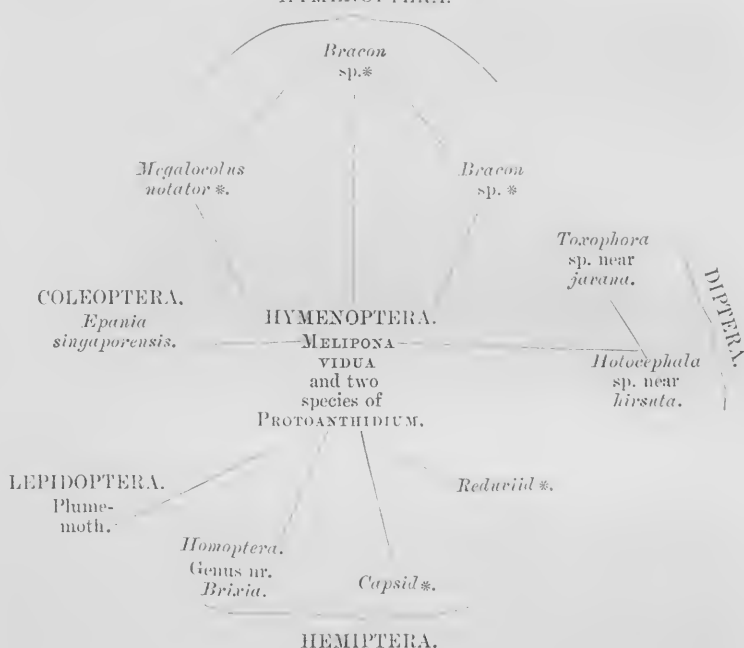 Bracon
sp.*
Megalocolus
notator *.
Bracon
sp. *
Toxophora
sp. near
javana.
DIPTERA.
COLEOPTERA.
Epania
singaporensis.
HYMENOPTERA.
MELIPONA
VIDUA
and two
species of
PROTOANTHIDIUM.
Holocephala
sp. near
hirsuta.
LEPIDOPTERA.
Plume-
moth.
Reduviid *.
Homoptera.
Genus nr.
Brixia.
Capsid *.
HEMIPTERA.